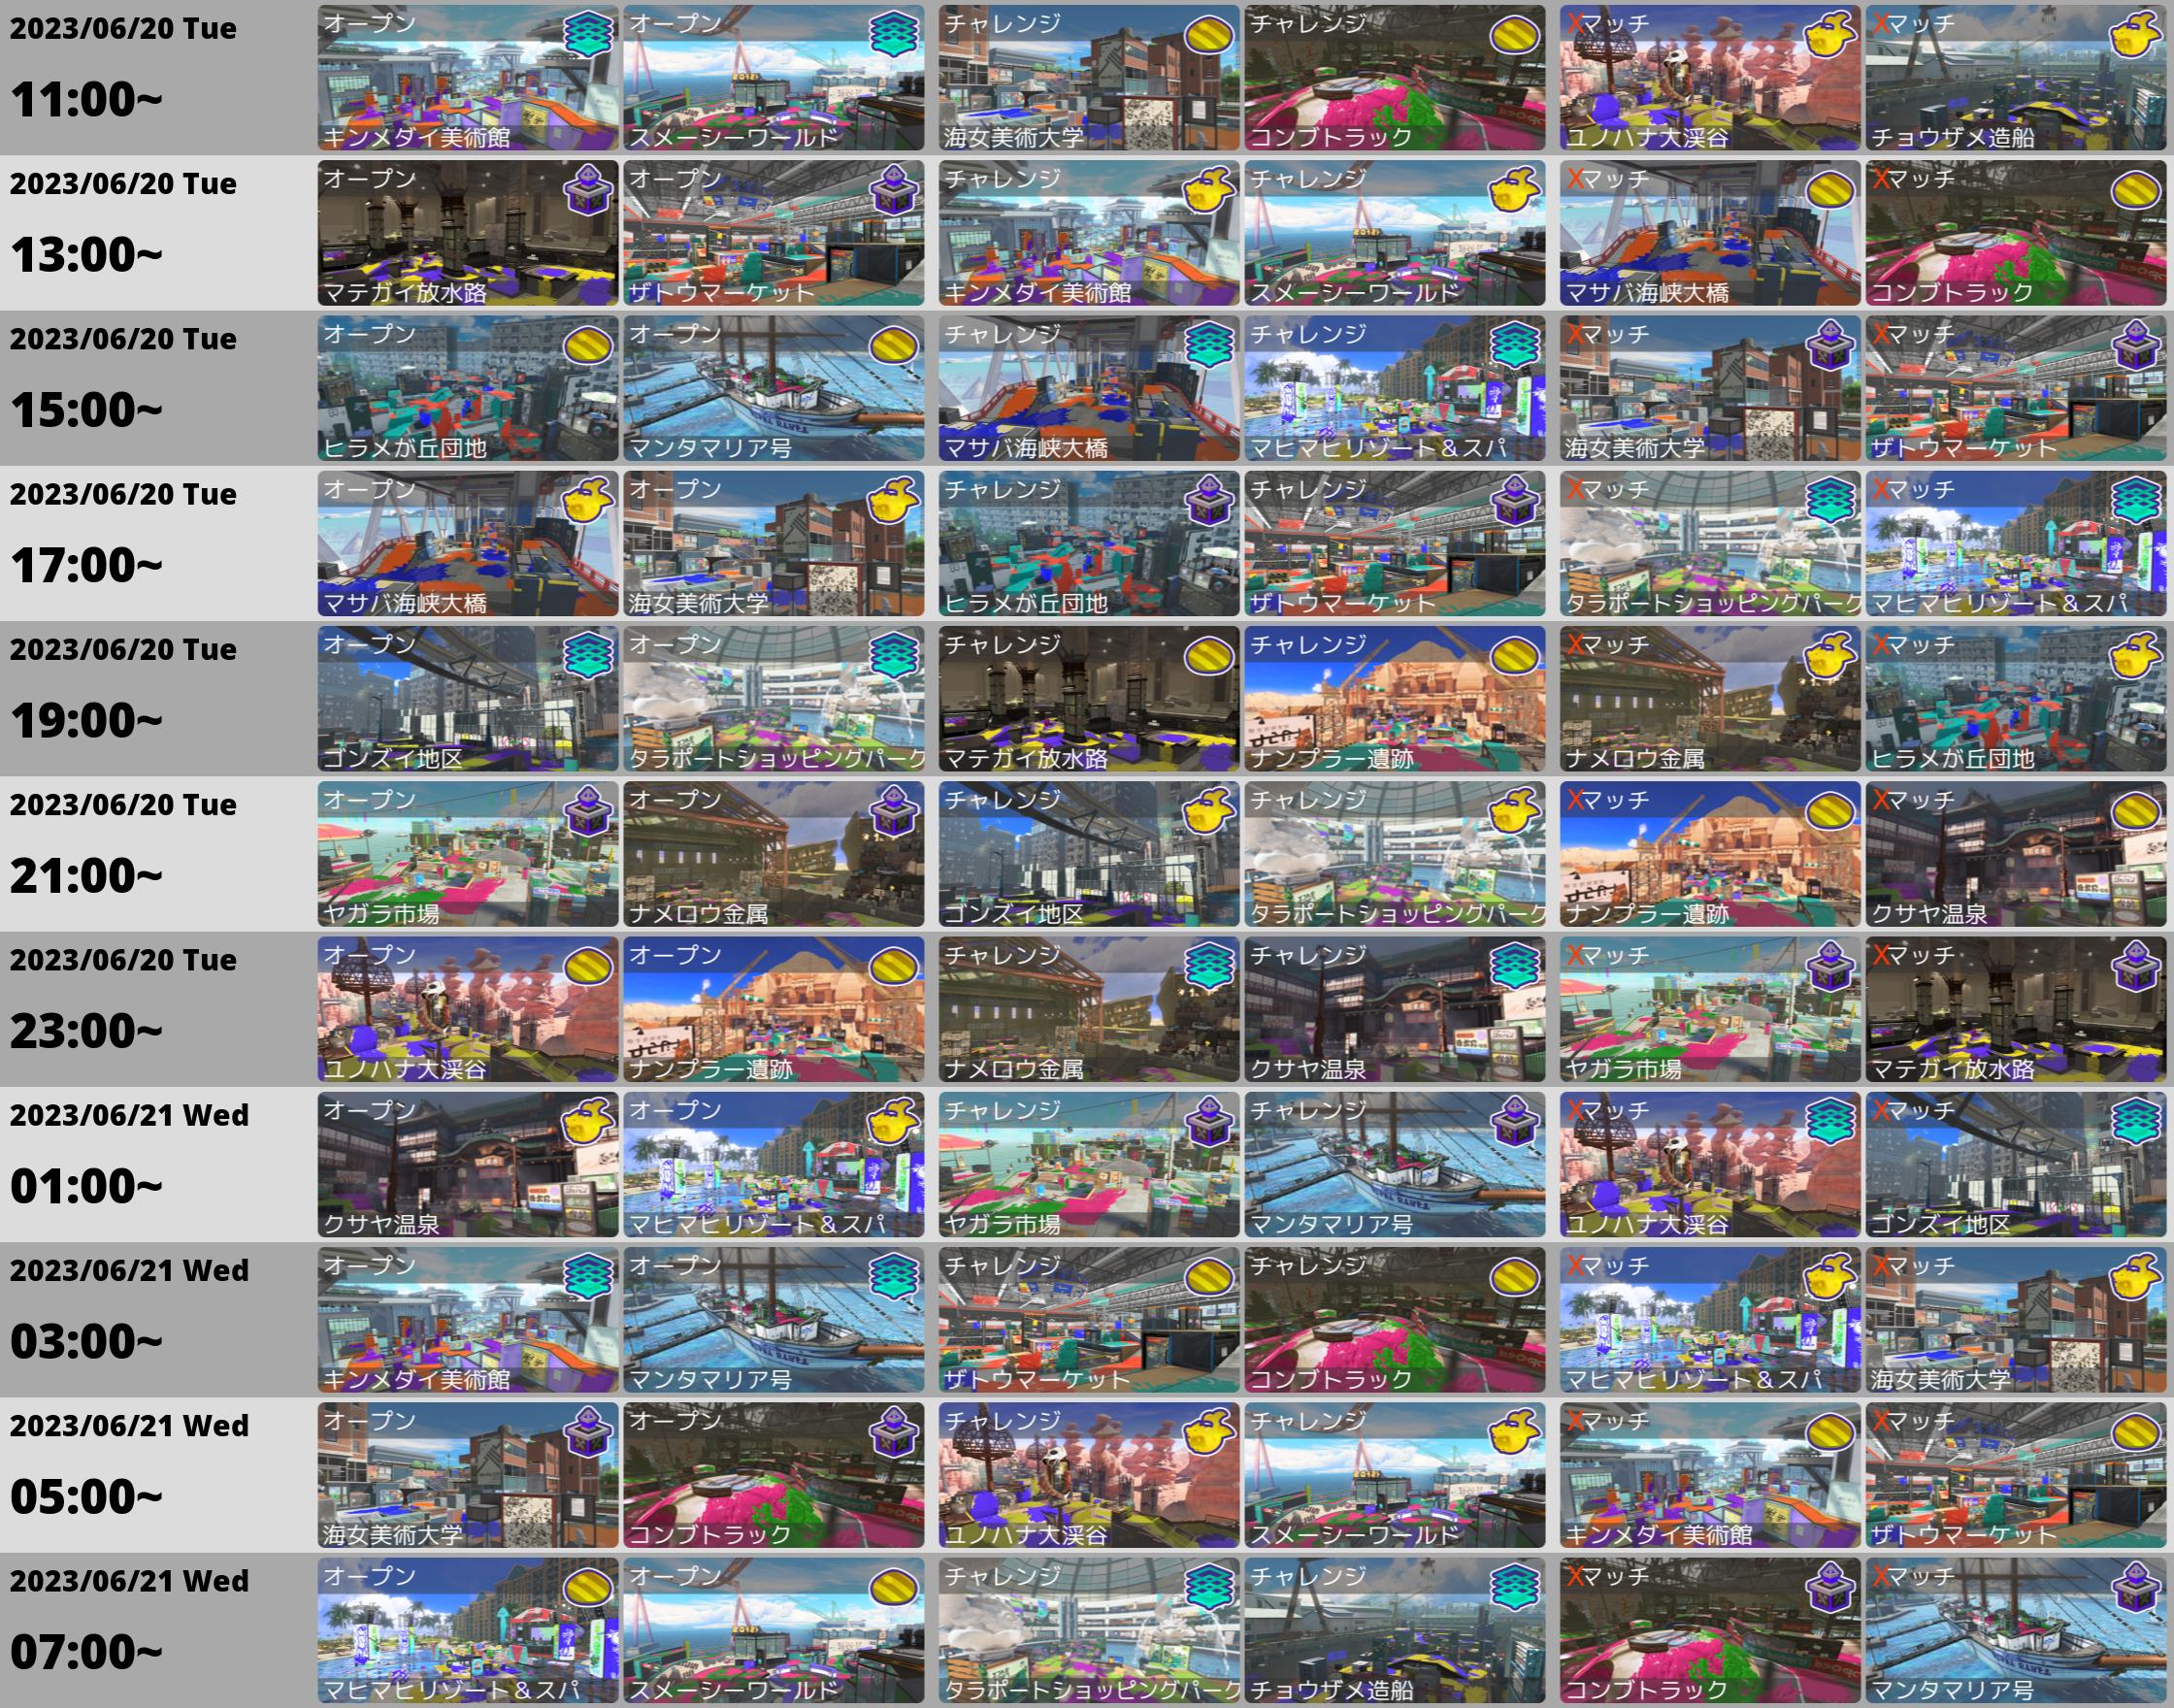 2023/06/20 Tue
11:00~
オープン
キンメダイ美術館
オープン
スメーシーワールド
チャレンジ
海女美術大学
チャレンジ
コンブトラック
Xマッチ
ユノハナ大渓谷
Xマッチ
チョウザメ造船
2023/06/20 Tue
13:00~
オープン
マテガイ放水路
オープン
ザトウマーケット
チャレンジ
キンメダイ美術館
チャレンジ
スメーシーワールド
Xマッチ
マサバ海峡大橋
Xマッチ
コンブトラック
2023/06/20 Tue
15:00~
オープン
ヒラメが丘団地
オープン
マンタマリア号
チャレンジ
マサバ海峡大橋
チャレンジ
マヒマヒリゾート&スパ
Xマッチ
海女美術大学
Xマッチ
ザトウマーケット
2023/06/20 Tue
17:00~
オープン
マサバ海峡大橋
オープン
海女美術大学
チャレンジ
ヒラメが丘団地
チャレンジ
ザトウマーケット
Xマッチ
タラポートショッピングパーク
Xマッチ
マヒマヒリゾート&スパ
2023/06/20 Tue
19:00~
オープン
ゴンズイ地区
オープン
タラポートショッピングパーク
チャレンジ
マテガイ放水路
チャレンジ
ナンプラー遺跡
Xマッチ
ナメロウ金属
Xマッチ
ヒラメが丘団地
2023/06/20 Tue
21:00~
オープン
ヤガラ市場
オープン
ナメロウ金属
チャレンジ
ゴンズイ地区
チャレンジ
タラポートショッピングパーク
Xマッチ
ナンプラー遺跡
Xマッチ
クサヤ温泉
2023/06/20 Tue
23:00~
オープン
ユノハナ大渓谷
オープン
ナンプラー遺跡
チャレンジ
ナメロウ金属
チャレンジ
クサヤ温泉
Xマッチ
ヤガラ市場
Xマッチ
マテガイ放水路
2023/06/21 Wed
01:00~
オープン
クサヤ温泉
オープン
マヒマヒリゾート&スパ
チャレンジ
ヤガラ市場
チャレンジ
マンタマリア号
Xマッチ
ユノハナ大渓谷
Xマッチ
ゴンズイ地区
2023/06/21 Wed
03:00~
オープン
キンメダイ美術館
オープン
マンタマリア号
チャレンジ
ザトウマーケット
チャレンジ
コンブトラック
Xマッチ
マヒマヒリゾート&スパ
Xマッチ
海女美術大学
2023/06/21 Wed
05:00~
オープン
海女美術大学
オープン
コンブトラック
チャレンジ
ユノハナ大渓谷
チャレンジ
スメーシーワールド
Xマッチ
キンメダイ美術館
Xマッチ
ザトウマーケット
2023/06/21 Wed
07:00~
オープン
マヒマヒリゾート&スパ
オープン
スメーシーワールド
チャレンジ
タラポートショッピングパーク
チャレンジ
チョウザメ造船
Xマッチ
コンブトラック
Xマッチ
マンタマリア号